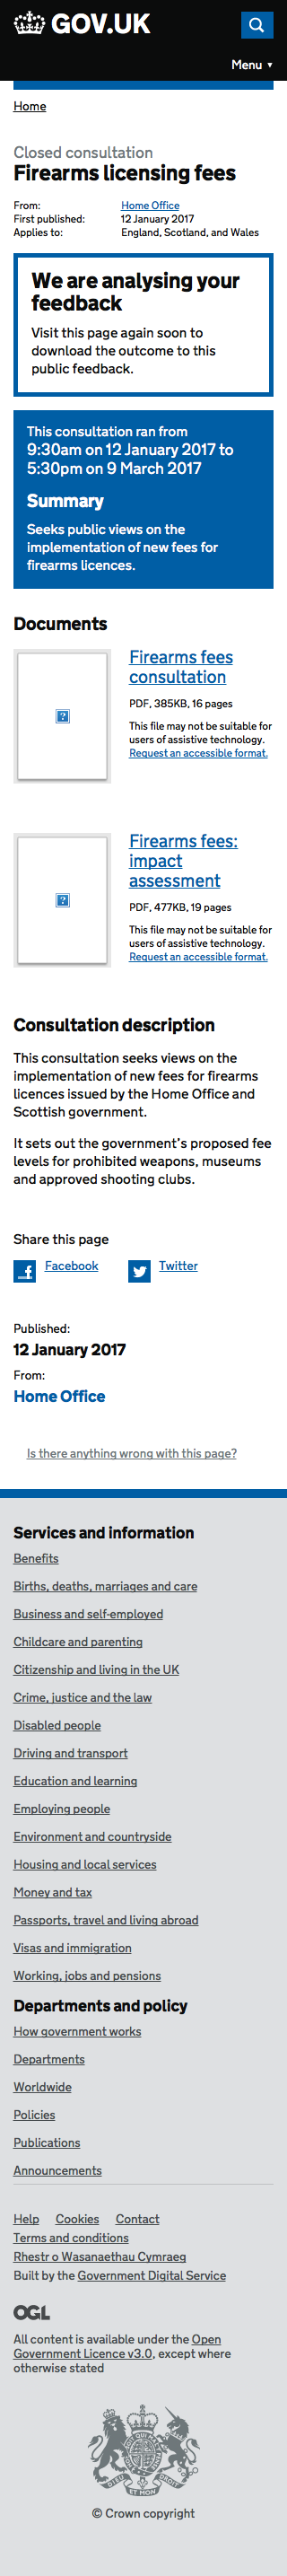 GOV.UK
Menu ▼
Home
Closed consultation
Firearms licensing fees
From: Home Office
First published: 12 January 2017
Applies to: England, Scotland, and Wales
We are analysing your
feedback
Visit this page again soon to
download the outcome to this
public feedback.
This consultation ran from
9:30am on 12 January 2017 to
5:30pm on 9 March 2017
Summary
Seeks public views on the
implementation of new fees for
firearms licences.
Documents
Firearms fees
consultation
PDF, 385KB, 16 pages
This file may not be suitable for
users of assistive technology.
Request an accessible format.
Firearms fees:
impact
assessment
PDF, 477KB, 19 pages
This file may not be suitable for
users of assistive technology.
Request an accessible format.
Consultation description
This consultation seeks views on the
implementation of new fees for firearms
licences issued by the Home Office and
Scottish government.
It sets out the government’s proposed fee
levels for prohibited weapons, museums
and approved shooting clubs.
Share this page
Facebook Twitter
Published:
12 January 2017
From:
Home Office
Is there anything wrong with this page?
Services and information
Benefits
Births, deaths, marriages and care
Business and self-employed
Childcare and parenting
Citizenship and living in the UK
Crime, justice and the law
Disabled people
Driving and transport
Education and learning
Employing people
Environment and countryside
Housing and local services
Money and tax
Passports, travel and living abroad
Visas and immigration
Working, jobs and pensions
Departments and policy
How government works
Departments
Worldwide
Policies
Publications
Announcements
Help Cookies Contact
Terms and conditions
Rhestr o Wasanaethau Cymraeg
Built by the Government Digital Service
OGL
All content is available under the Open
Government Licence v3.0, except where
otherwise stated
DIEU ET MON DROIT
© Crown copyright